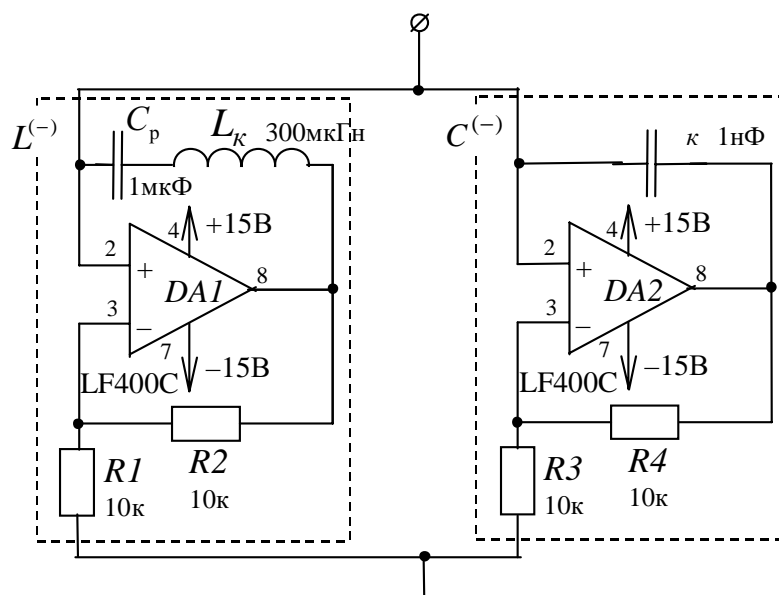 L(−)
Cр
Lк
300мкГн
1мкФ
4
+15В
2
+
DA1
8
3
−
7
−15В
LF400C
R1
10к
R2
10к
C(−)
к 1нФ
4
+15В
2
+
DA2
8
3
−
7
−15В
LF400C
R3
10к
R4
10к